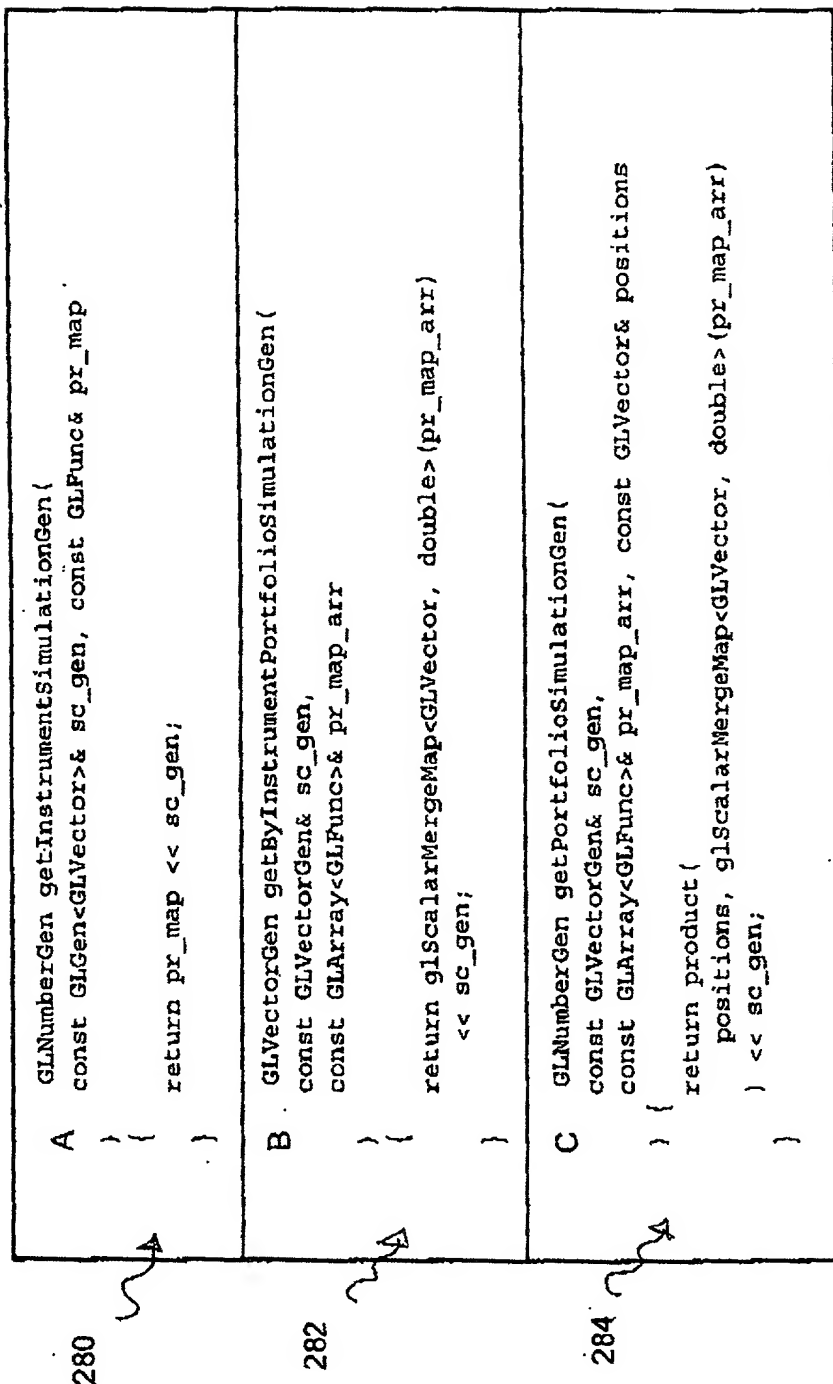 280
A
GLNumberGen getInstrumentSimulationGen(
const GLGen<GLVector>& sc_gen, const GLFunc& pr_map
) {
return pr_map << sc_gen;
}
282
B
GLVectorGen getByInstrumentPortfolioSimulationGen(
const GLVectorGen& sc_gen,
const GLArray<GLFunc>& pr_map_arr
) {
return glScalarMergeMap<GLVector, double>(pr_map_arr)
<< sc_gen;
}
284
C
GLNumberGen getPortfolioSimulationGen(
const GLVectorGen& sc_gen,
const GLArray<GLFunc>& pr_map_arr, const GLVector& positions
) {
return product(
positions, glScalarMergeMap<GLVector, double>(pr_map_arr)
) << sc_gen;
}